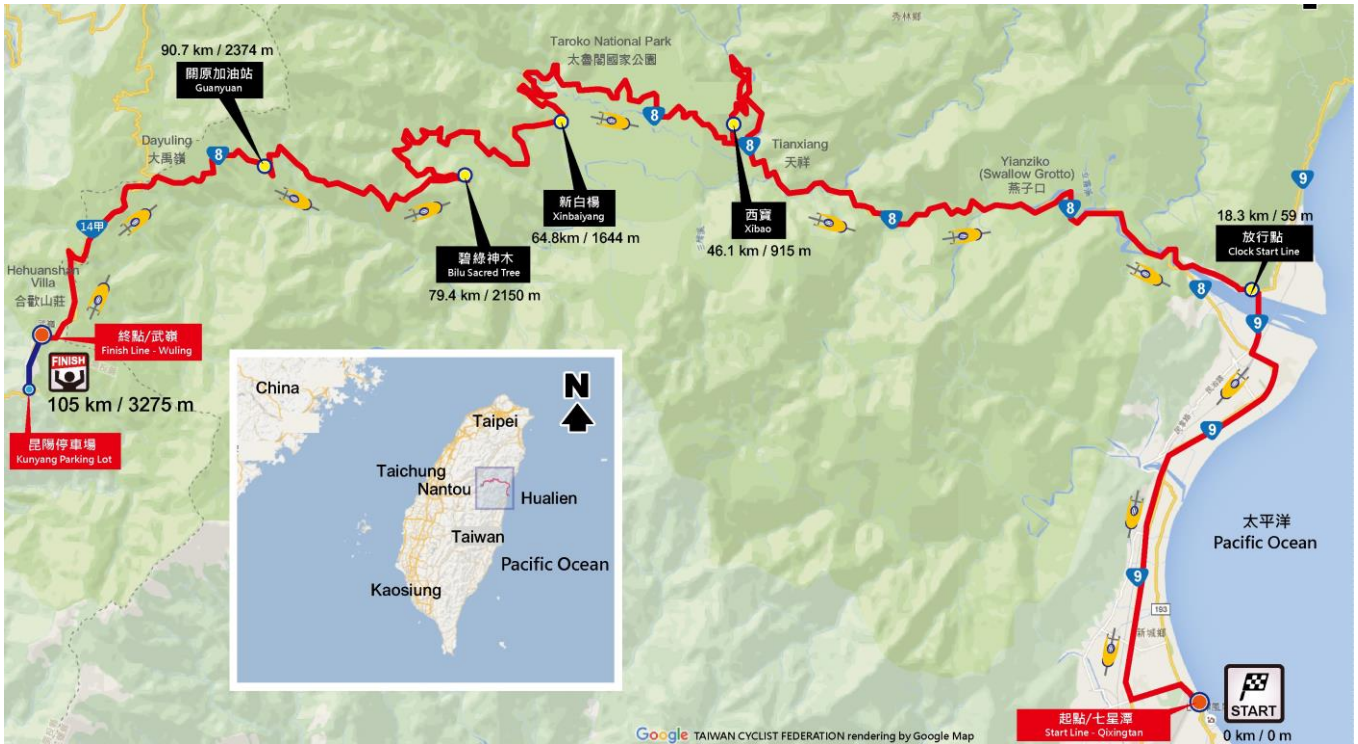 秀林鄉
Taroko National Park
太魯閣國家公園
90.7 km / 2374 m
關原加油站
Guanyuan
Dayuling
大禹嶺
8
14甲
Hehuanshan
Villa
合歡山莊
終點/武嶺
Finish Line - Wuling
FINISH
105 km / 3275 m
昆陽停車場
Kunyang Parking Lot
碧綠神木
Bilu Sacred Tree
79.4 km / 2150 m
新白楊
Xinbaiyang
64.8km / 1644 m
8
西寶
Xibao
46.1 km / 915 m
8
Tianxiang
天祥
8
Yianziko
(Swallow Grotto)
燕子口
8
9
18.3 km / 59 m
放行點
Clock Start Line
8
9
9
9
193
新城鄉
太平洋
Pacific Ocean
起點/七星潭
Start Line - Qixingtan
START
0 km / 0 m
China
N
Taipei
Taichung
Nantou
Hualien
Taiwan
Pacific Ocean
Kaosiung
Google TAIWAN CYCLIST FEDERATION rendering by Google Map